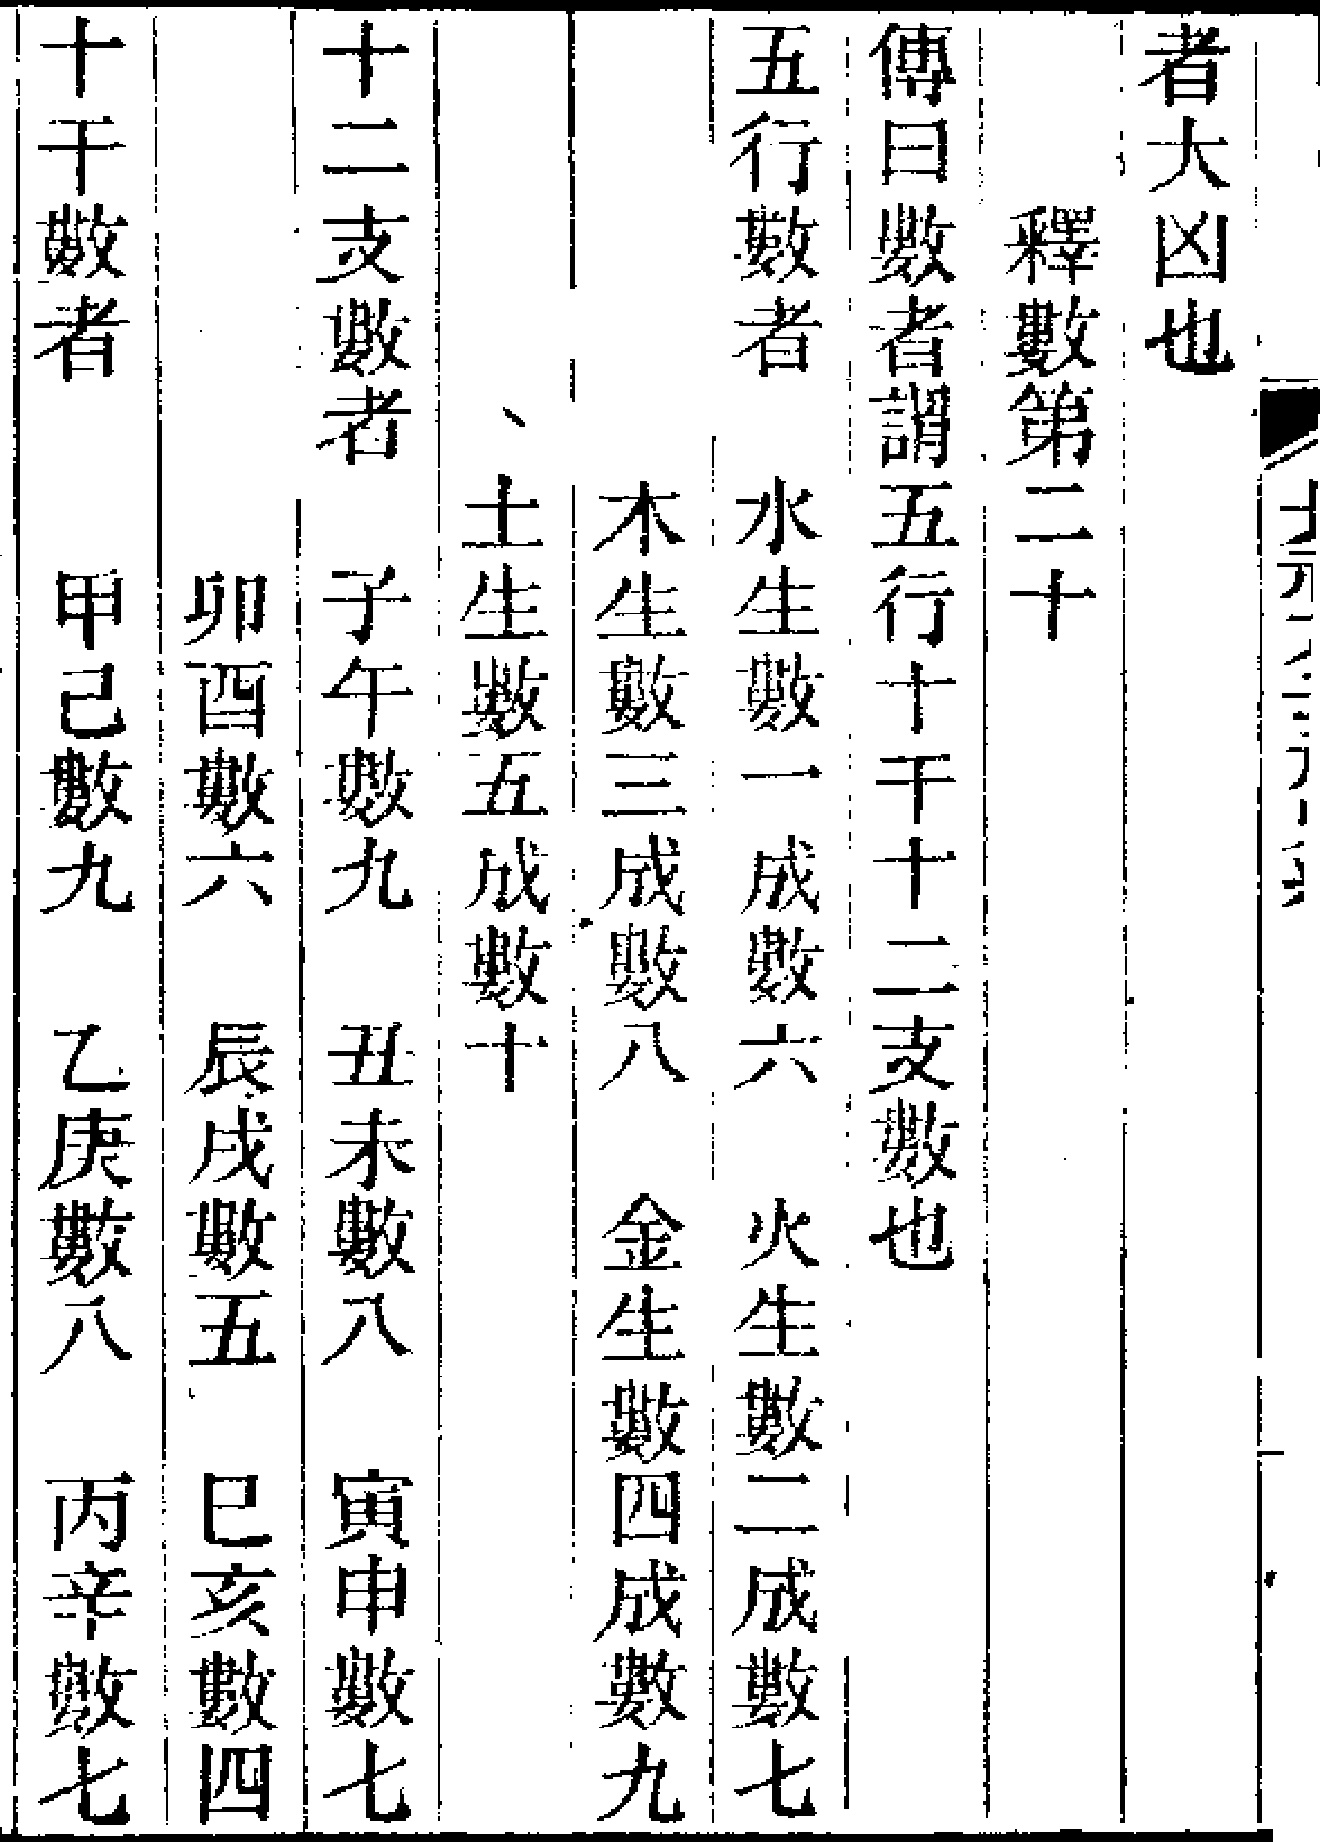 者大凶也
釋數第二十
傳曰數者謂五行十干十二支數也
五行數者　水生數一成數六　火生數二成數七
木生數三成數八　金生數四成數九
土生數五成數十
十二支數者　子午數九　丑未數八　寅申數七
卯酉數六　辰戌數五　巳亥數四
十干數者　甲己數九　乙庚數八　丙辛數七